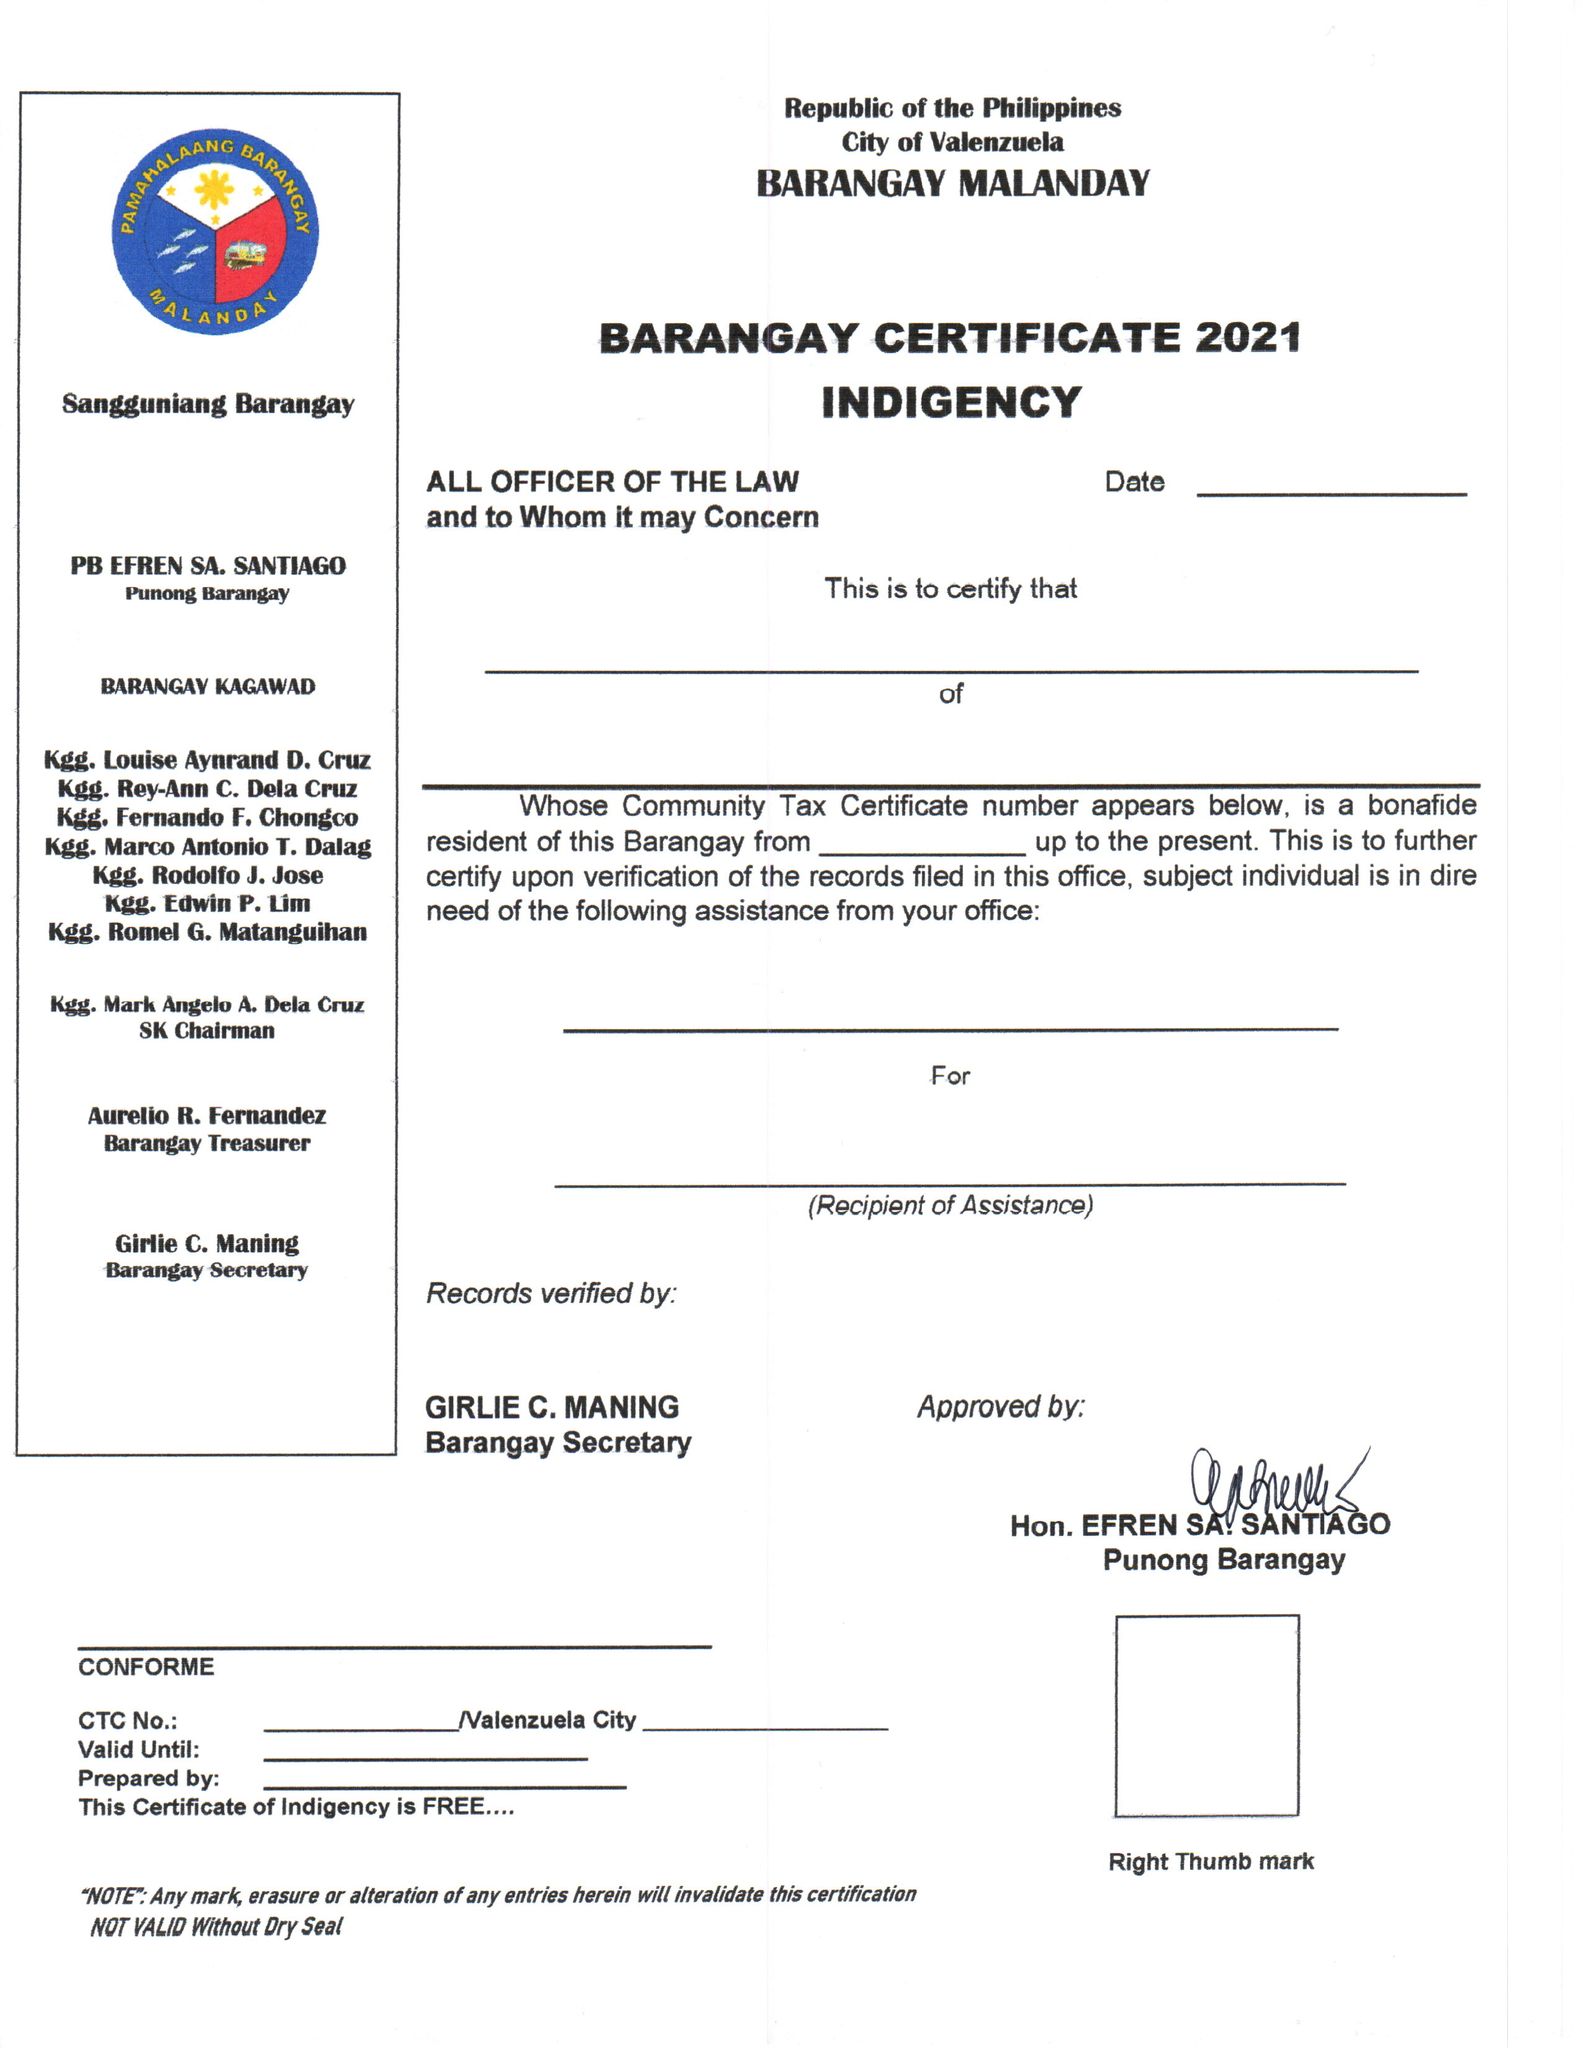 PAMAHALAANG BARANGAY
MALANDAY
Sangguniang Barangay
PB EFREN SA. SANTIAGO
Punong Barangay
BARANGAY KAGAWAD
Kgg. Louise Aynrand D. Cruz
Kgg. Rey-Ann C. Dela Cruz
Kgg. Fernando F. Chongco
Kgg. Marco Antonio T. Dalag
Kgg. Rodolfo J. Jose
Kgg. Edwin P. Lim
Kgg. Romel G. Matanguihan
Kgg. Mark Angelo A. Dela Cruz
SK Chairman
Aurelio R. Fernandez
Barangay Treasurer
Girlie C. Maning
Barangay Secretary
Republic of the Philippines
City of Valenzuela
BARANGAY MALANDAY
BARANGAY CERTIFICATE 2021
INDIGENCY
ALL OFFICER OF THE LAW
and to Whom it may Concern
Date ____________
This is to certify that
of
Whose Community Tax Certificate number appears below, is a bonafide
resident of this Barangay from ____________ up to the present. This is to further
certify upon verification of the records filed in this office, subject individual is in dire
need of the following assistance from your office:
For
(Recipient of Assistance)
Records verified by:
GIRLIE C. MANING
Barangay Secretary
Approved by:
Hon. EFREN SA. SANTIAGO
Punong Barangay
CONFORME
CTC No.: ____________/Valenzuela City ____________
Valid Until: ____________
Prepared by: ____________
This Certificate of Indigency is FREE....
Right Thumb mark
"NOTE": Any mark, erasure or alteration of any entries herein will invalidate this certification
NOT VALID Without Dry Seal